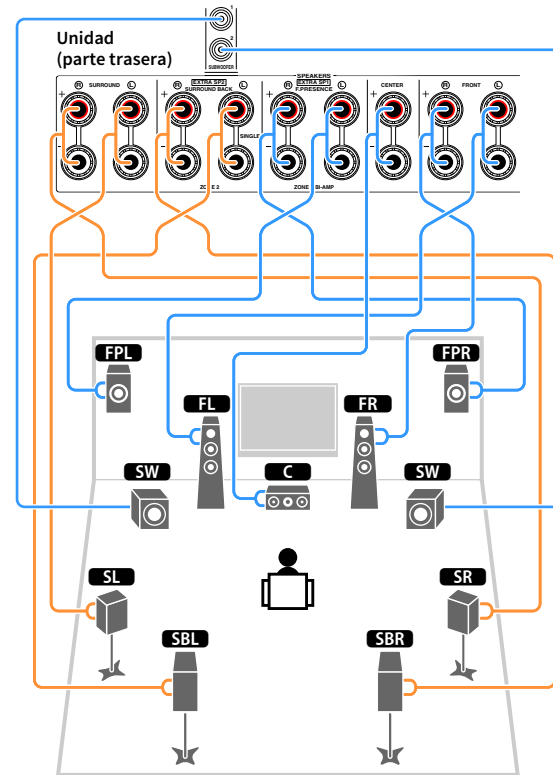 1
2
SUBWOOFER
Unidad
(parte trasera)
SPEAKERS
R SURROUND L
R EXTRA SP2 L
SURROUND BACK
R EXTRA SP1 L
F.PRESENCE
CENTER
R FRONT L
+ + + + +
SINGLE
- - - - -
ZONE 2
BI-AMP
FPL
FPR
FL
FR
SW
C
SW
SL
SR
SBL
SBR